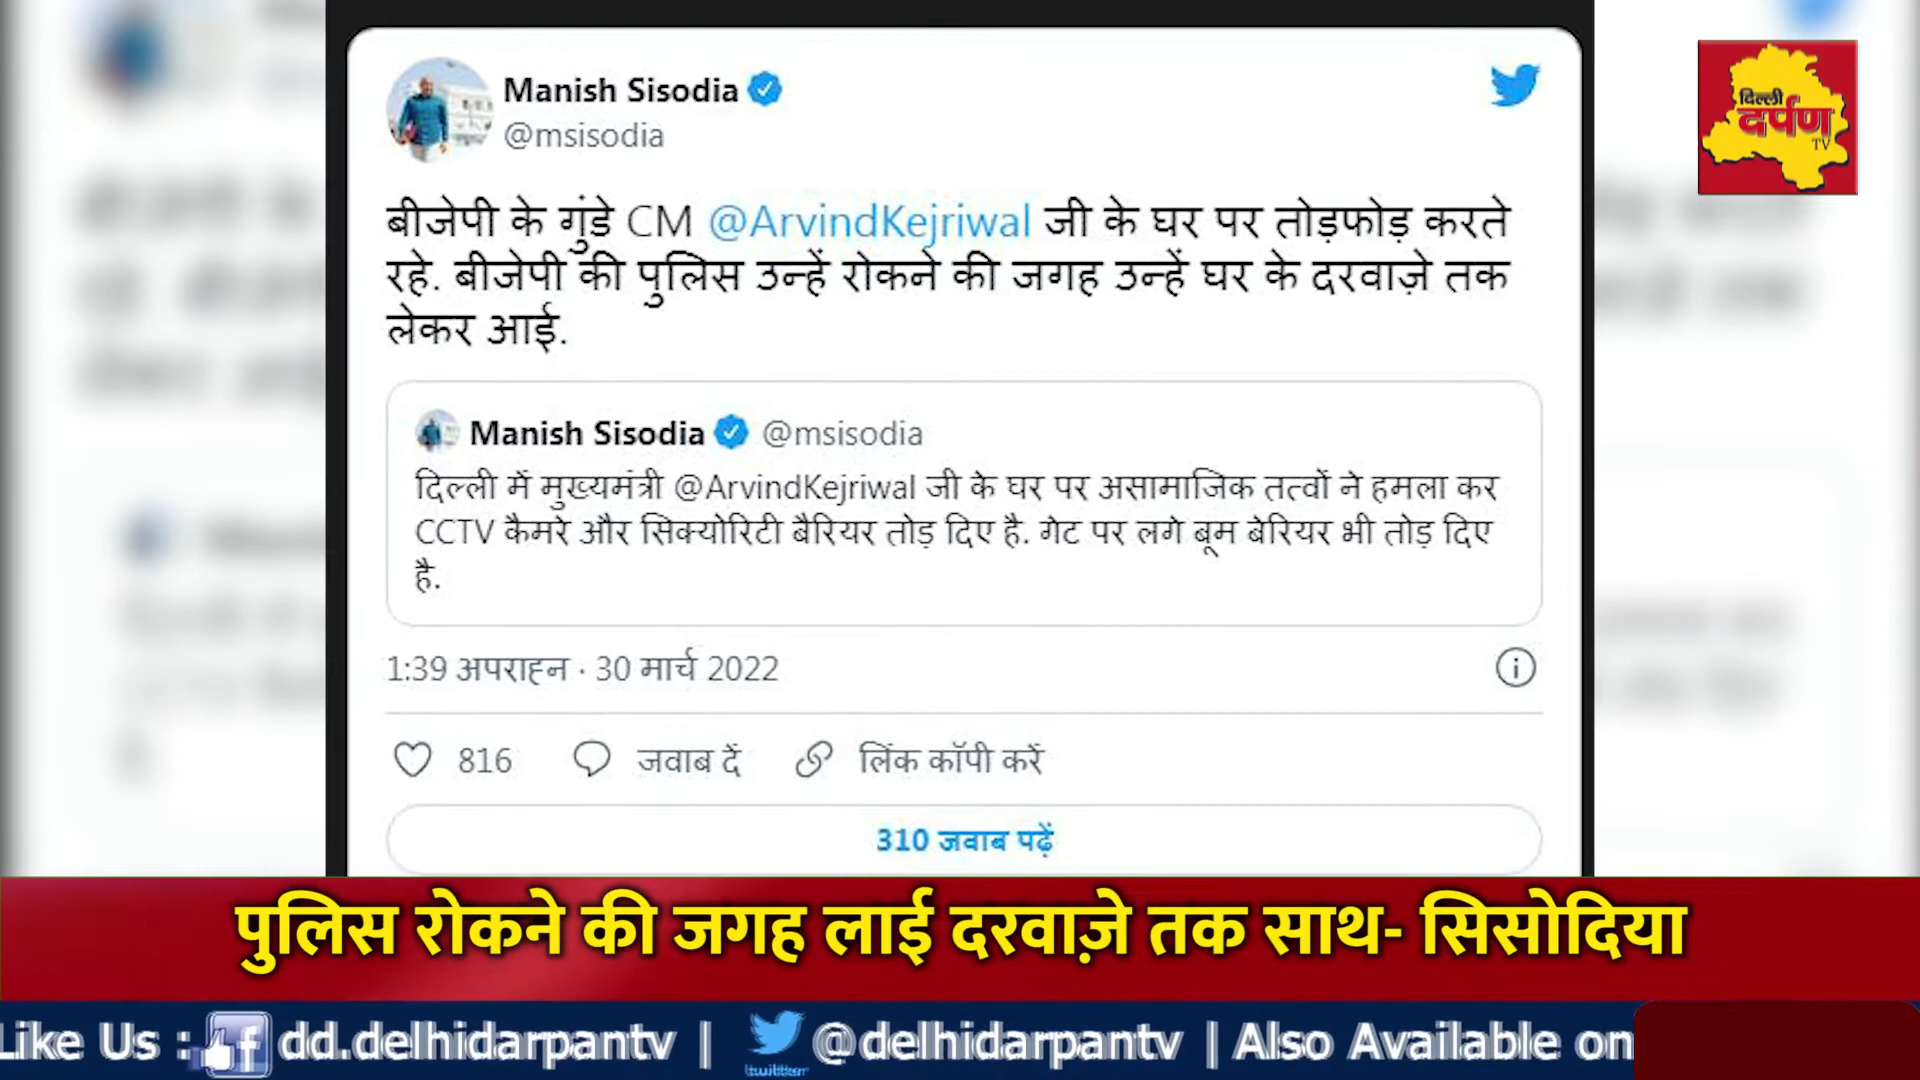 Manish Sisodia
@msisodia
दिल्ली
दर्पण
TV
बीजेपी के गुंडे CM @ArvindKejriwal जी के घर पर तोड़फोड़ करते
रहे. बीजेपी की पुलिस उन्हें रोकने की जगह उन्हें घर के दरवाज़े तक
लेकर आई.
Manish Sisodia @msisodia
दिल्ली में मुख्यमंत्री @ArvindKejriwal जी के घर पर असामाजिक तत्वों ने हमला कर
CCTV कैमरे और सिक्योरिटी बैरियर तोड़ दिए है. गेट पर लगे बूम बेरियर भी तोड़ दिए
है.
1:39 अपराह्न · 30 मार्च 2022
816 जवाब दें लिंक कॉपी करें
310 जवाब पढ़ें
पुलिस रोकने की जगह लाई दरवाज़े तक साथ- सिसोदिया
Like Us : f dd.delhidarpantv | twitter @delhidarpantv | Also Available on